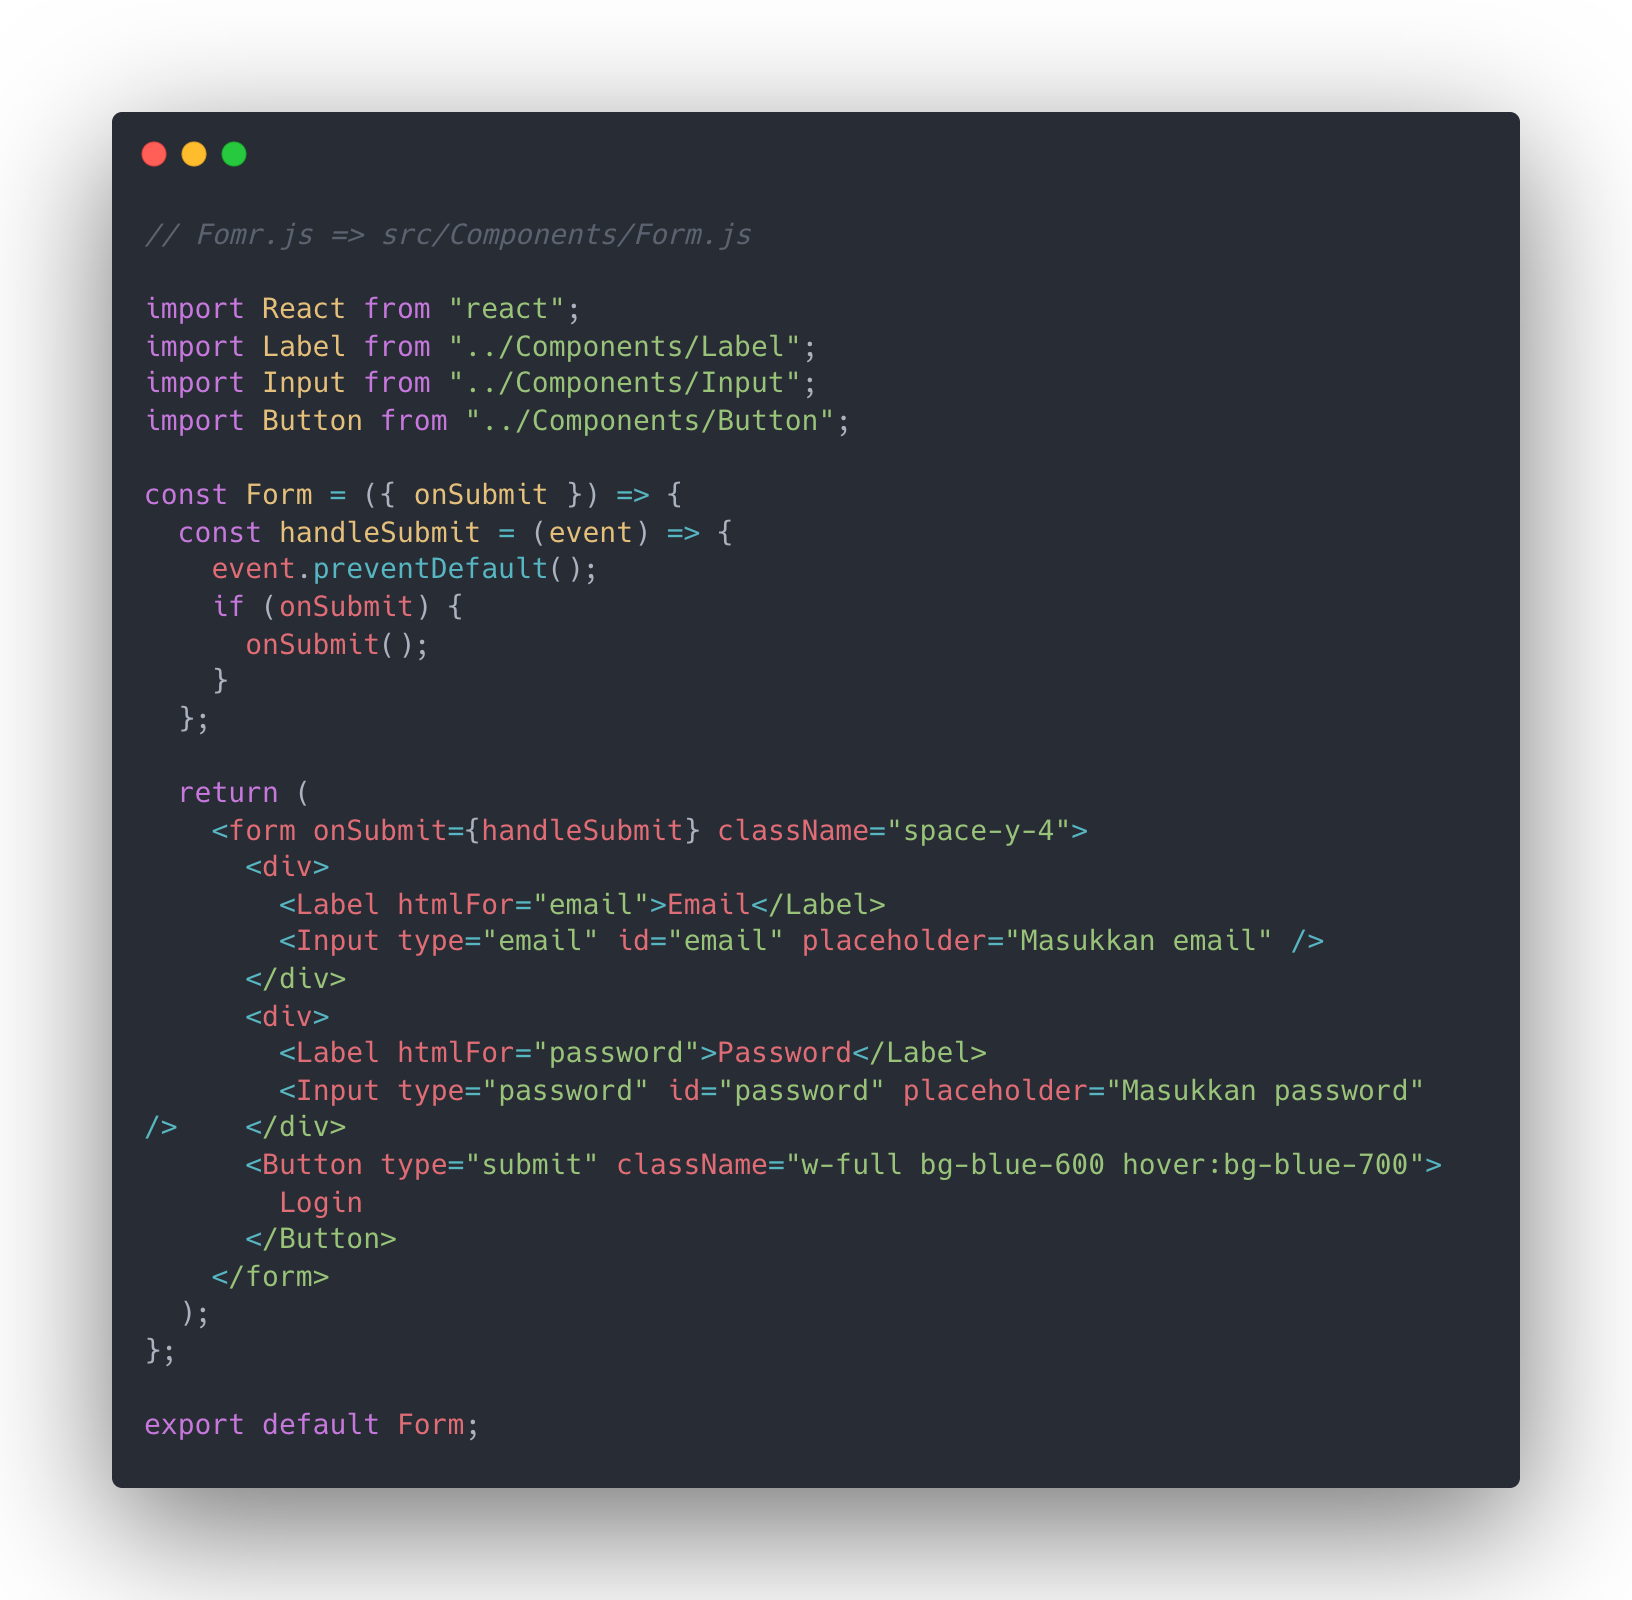 // Fomr.js => src/Components/Form.js

import React from "react";
import Label from "../Components/Label";
import Input from "../Components/Input";
import Button from "../Components/Button";

const Form = ({ onSubmit }) => {
  const handleSubmit = (event) => {
    event.preventDefault();
    if (onSubmit) {
      onSubmit();
    }
  };

  return (
    <form onSubmit={handleSubmit} className="space-y-4">
      <div>
        <Label htmlFor="email">Email</Label>
        <Input type="email" id="email" placeholder="Masukkan email" />
      </div>
      <div>
        <Label htmlFor="password">Password</Label>
        <Input type="password" id="password" placeholder="Masukkan password"
/>    </div>
      <Button type="submit" className="w-full bg-blue-600 hover:bg-blue-700">
        Login
      </Button>
    </form>
  );
};

export default Form;